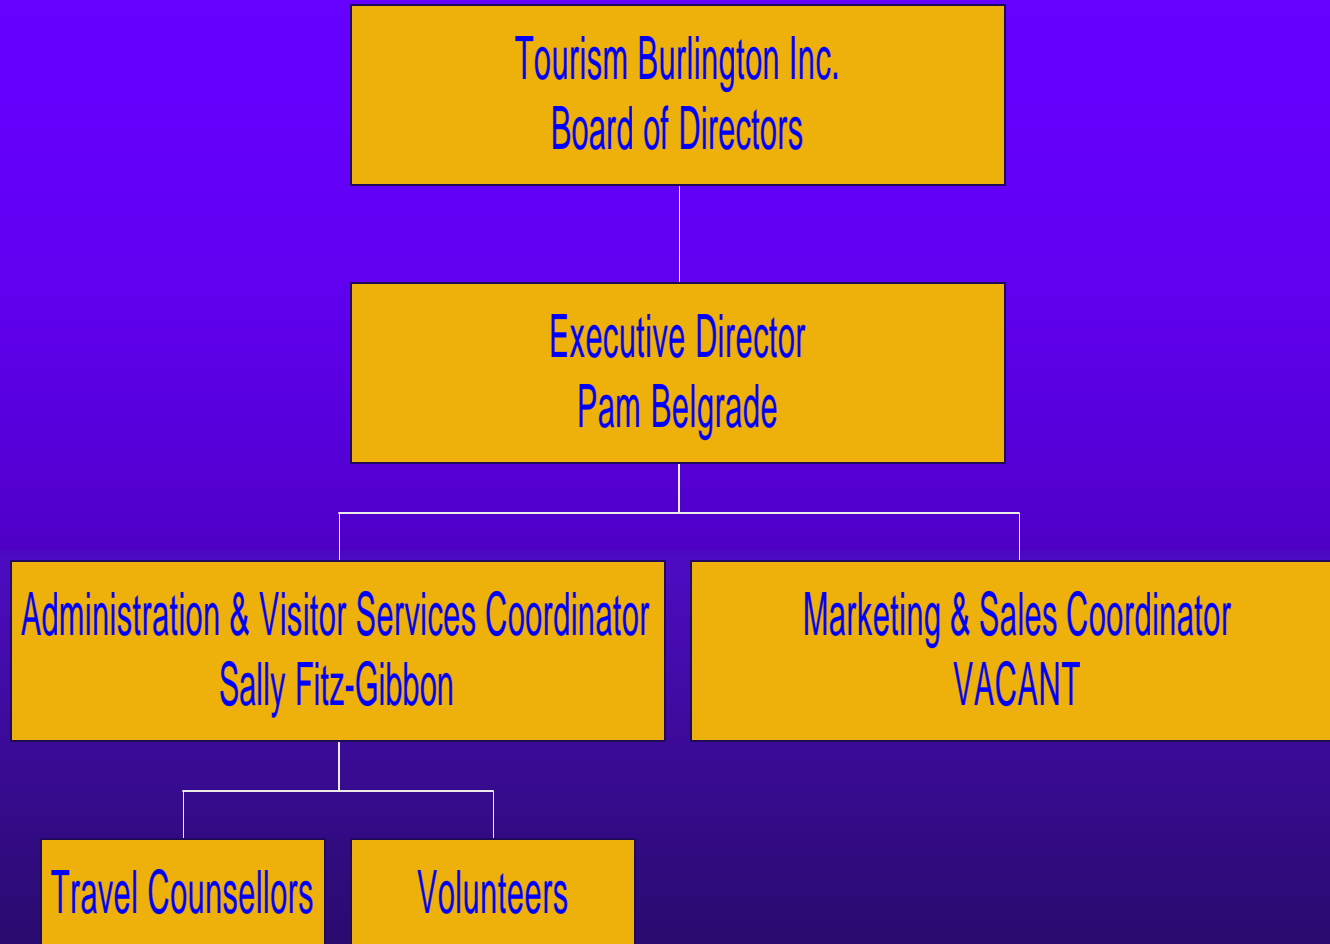 Tourism Burlington Inc.
Board of Directors
Executive Director
Pam Belgrade
Administration & Visitor Services Coordinator
Sally Fitz-Gibbon
Marketing & Sales Coordinator
VACANT
Travel Counsellors
Volunteers